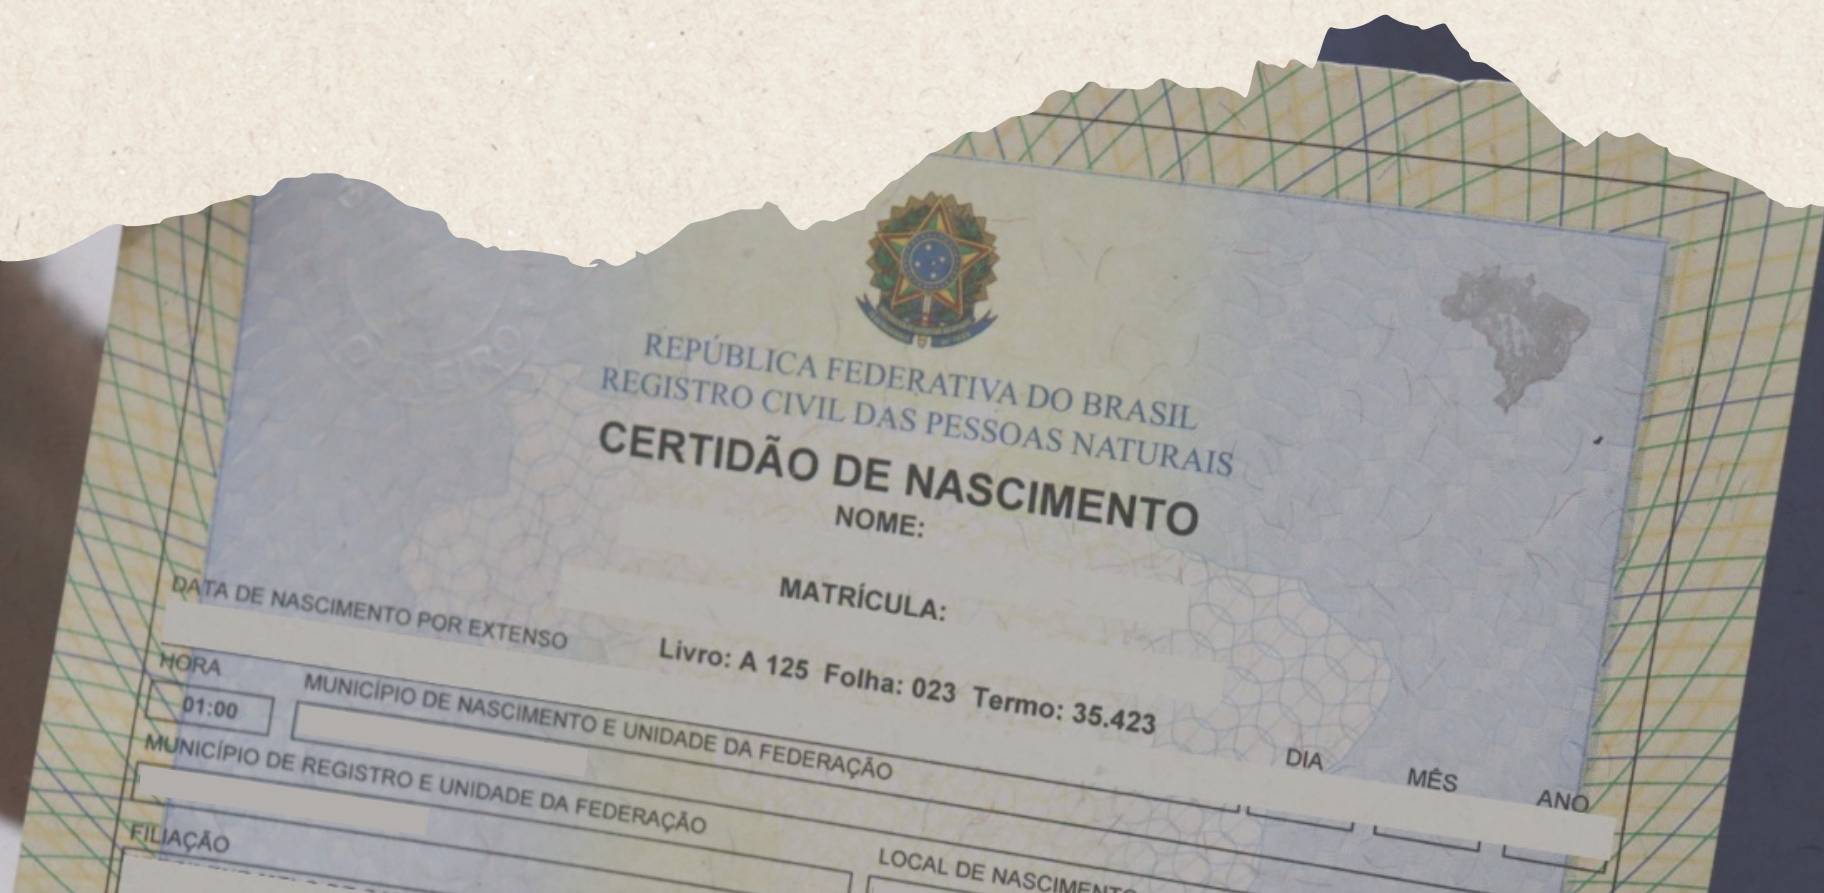 REPÚBLICA FEDERATIVA DO BRASIL
REGISTRO CIVIL DAS PESSOAS NATURAIS
CERTIDÃO DE NASCIMENTO
NOME:
MATRÍCULA:
Livro: A 125 Folha: 023 Termo: 35.423
DATA DE NASCIMENTO POR EXTENSO
DIA MÊS ANO
HORA
01:00
MUNICÍPIO DE NASCIMENTO E UNIDADE DA FEDERAÇÃO
MUNICÍPIO DE REGISTRO E UNIDADE DA FEDERAÇÃO
LOCAL DE NASCIMENTO
FILIAÇÃO